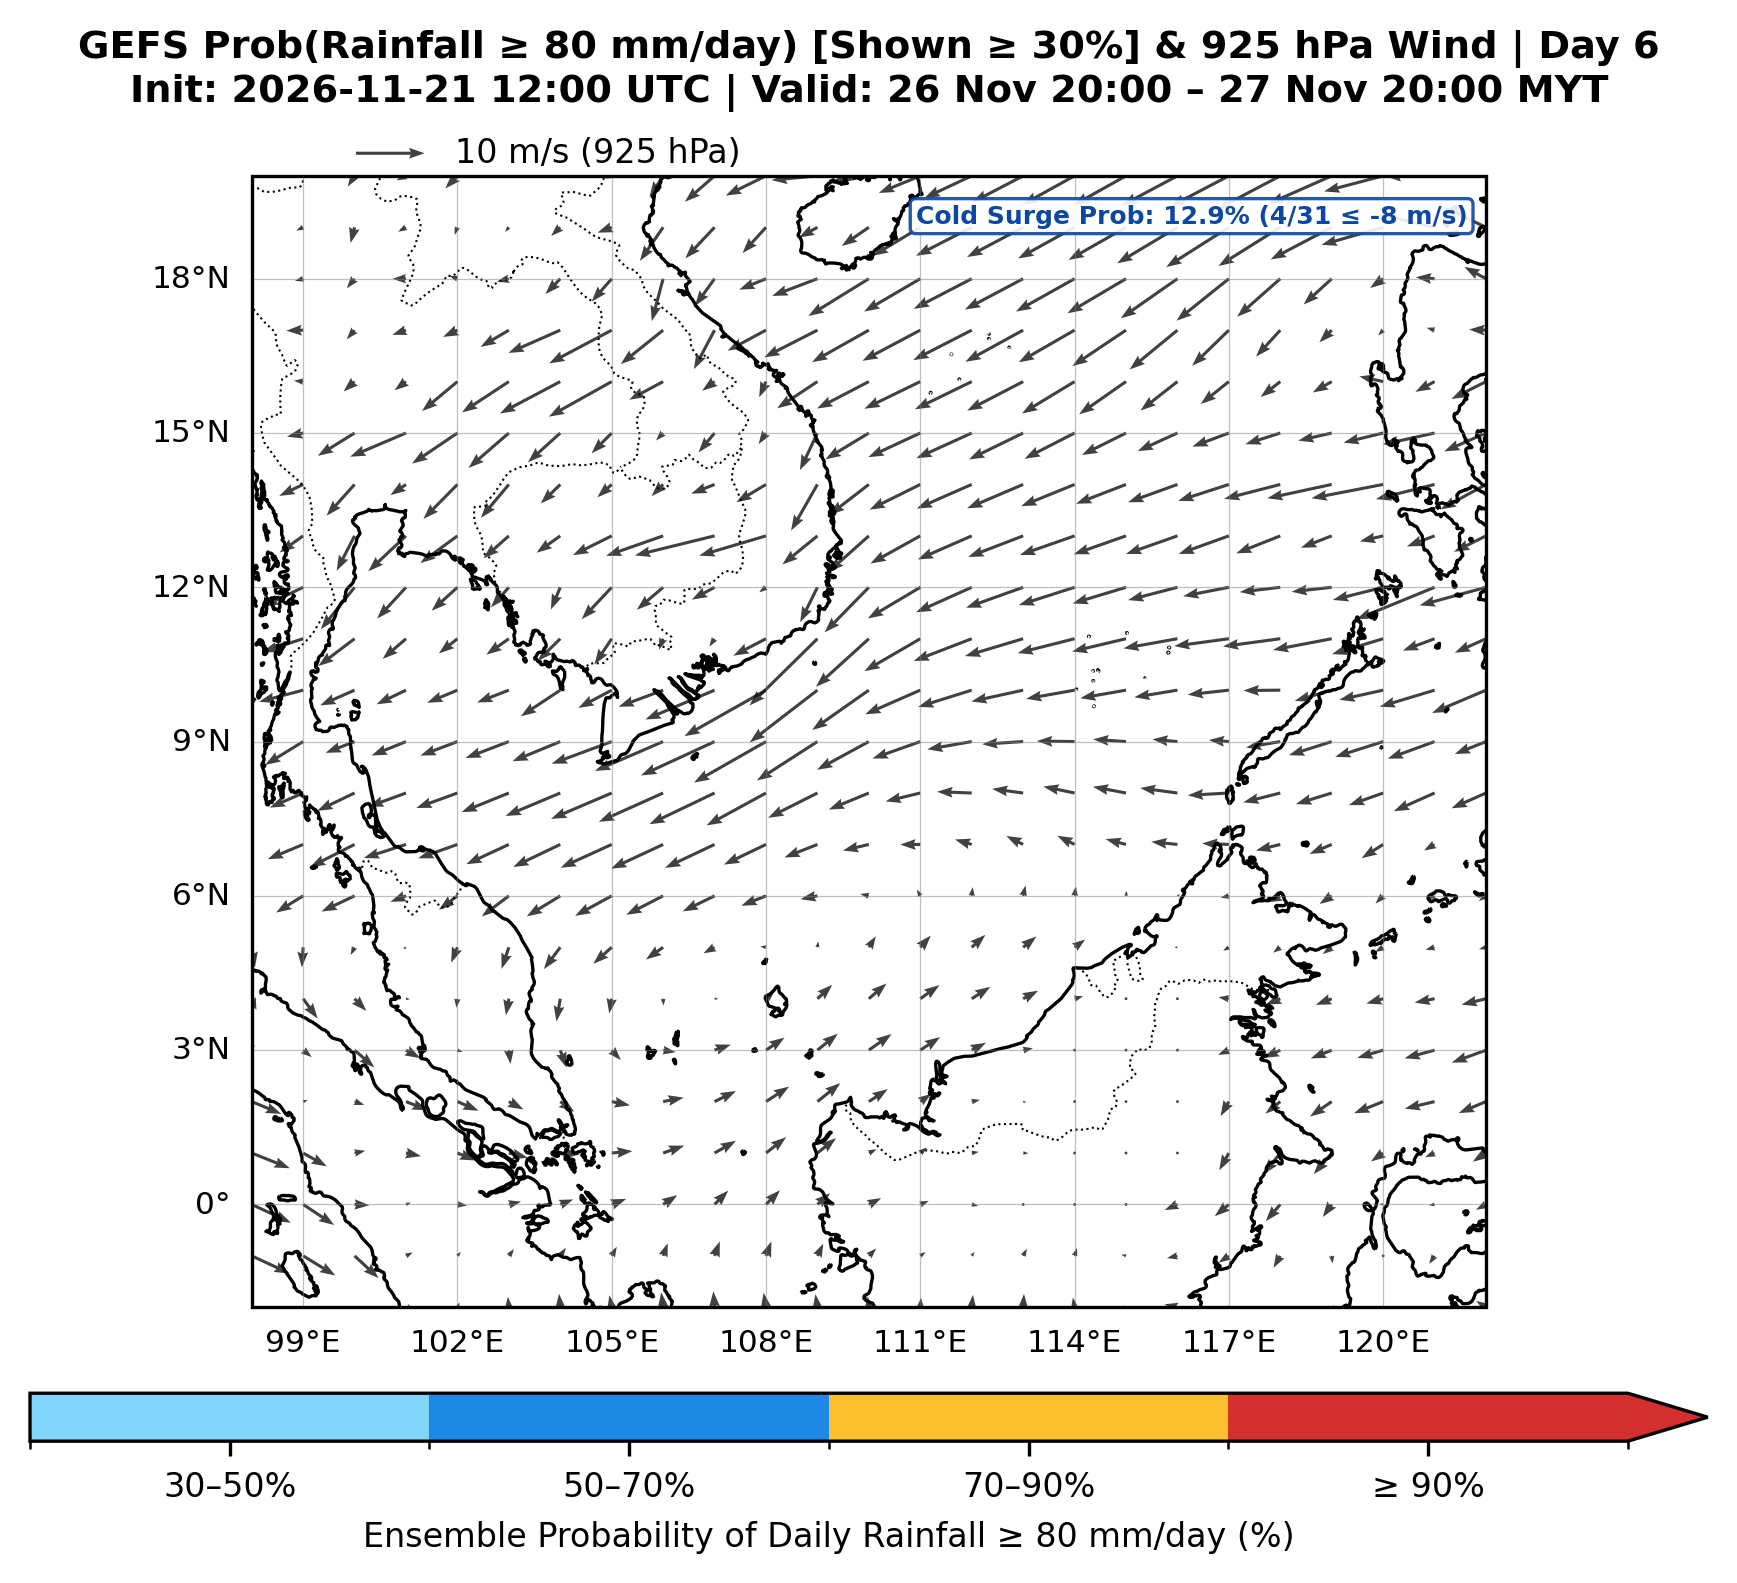 GEFS Prob(Rainfall ≥ 80 mm/day) [Shown ≥ 30%] & 925 hPa Wind | Day 6
Init: 2026-11-21 12:00 UTC | Valid: 26 Nov 20:00 – 27 Nov 20:00 MYT
10 m/s (925 hPa)
Cold Surge Prob: 12.9% (4/31 ≤ -8 m/s)
18°N
15°N
12°N
9°N
6°N
3°N
0°
99°E 102°E 105°E 108°E 111°E 114°E 117°E 120°E
30–50% 50–70% 70–90% ≥ 90%
Ensemble Probability of Daily Rainfall ≥ 80 mm/day (%)